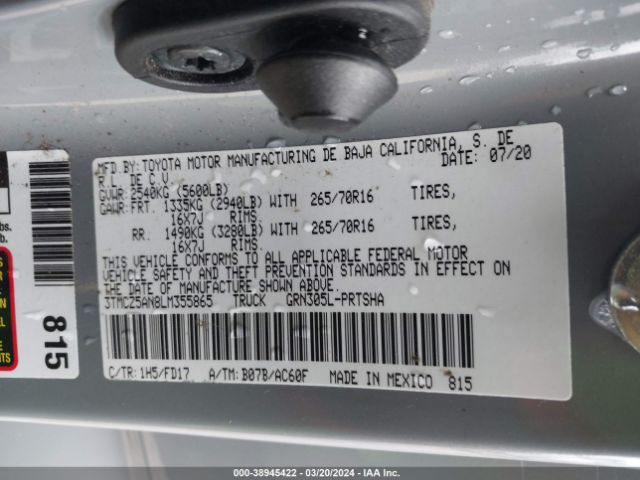 MFD.BY: TOYOTA MOTOR MANUFACTURING DE BAJA CALIFORNIA, S. DE
R.L. DE C.V. DATE: 07/20
GVWR 2540KG (5600LB)
GAWR: FRT. 1335KG (2940LB) WITH 265/70R16 TIRES,
16X7J RIMS.
RR. 1490KG (3280LB) WITH 265/70R16 TIRES,
16X7J RIMS.
THIS VEHICLE CONFORMS TO ALL APPLICABLE FEDERAL MOTOR
VEHICLE SAFETY AND THEFT PREVENTION STANDARDS IN EFFECT ON
THE DATE OF MANUFACTURE SHOWN ABOVE.
3TMCZ5AN8LM355865 TRUCK GRN305L-PRTSHA
C/TR: 1H5/FD17 A/TM: B07B/AC60F MADE IN MEXICO 815
lbs.
lb.
815
000-38945422 - 03/20/2024 - IAA Inc.